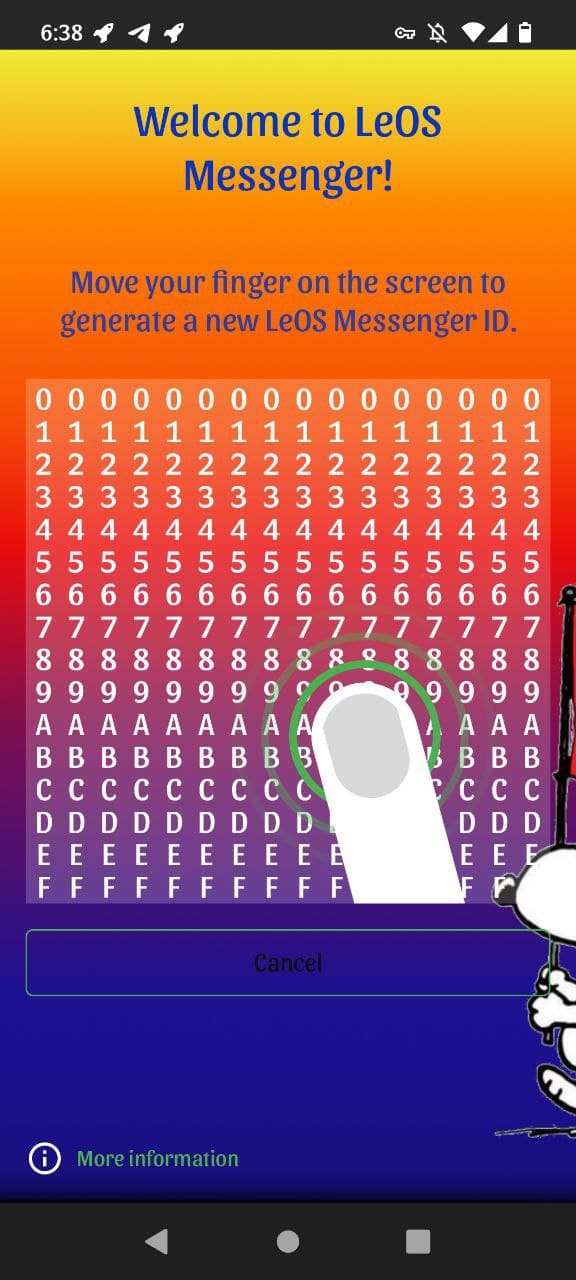 6:38
Welcome to LeOS
Messenger!
Move your finger on the screen to
generate a new LeOS Messenger ID.
0 0 0 0 0 0 0 0 0 0 0 0 0 0 0 0
1 1 1 1 1 1 1 1 1 1 1 1 1 1 1 1
2 2 2 2 2 2 2 2 2 2 2 2 2 2 2 2
3 3 3 3 3 3 3 3 3 3 3 3 3 3 3 3
4 4 4 4 4 4 4 4 4 4 4 4 4 4 4 4
5 5 5 5 5 5 5 5 5 5 5 5 5 5 5 5
6 6 6 6 6 6 6 6 6 6 6 6 6 6 6 6
7 7 7 7 7 7 7 7 7 7 7 7 7 7 7 7
8 8 8 8 8 8 8 8 8 8 8 8 8 8 8 8
9 9 9 9 9 9 9 9 9 9 9 9 9 9 9 9
A A A A A A A A A A A A A
B B B B B B B B B B B B B
C C C C C C C C C C C C C
D D D D D D D D D D D D
E E E E E E E E E E E E E
F F F F F F F F F F F F
Cancel
More information